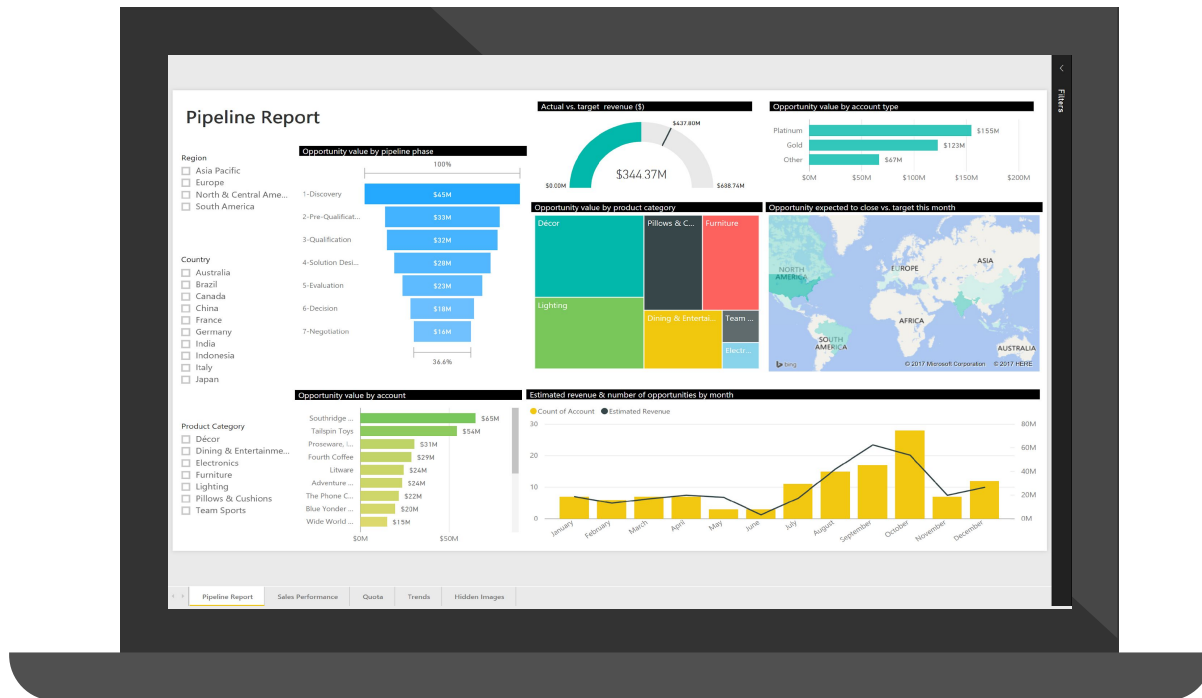 Filters
Pipeline Report
Region
Asia Pacific
Europe
North & Central Ame...
South America
Country
Australia
Brazil
Canada
China
France
Germany
India
Indonesia
Italy
Japan
Product Category
Décor
Dining & Entertainme...
Electronics
Furniture
Lighting
Pillows & Cushions
Team Sports
Opportunity value by pipeline phase
100%
1-Discovery $45M
2-Pre-Qualificat... $33M
3-Qualification $32M
4-Solution Desi... $28M
5-Evaluation $23M
6-Decision $18M
7-Negotiation $16M
36.6%
Actual vs. target revenue ($)
$437.80M
$344.37M
$0.00M $688.74M
Opportunity value by account type
Platinum $155M
Gold $123M
Other $67M
$0M $50M $100M $150M $200M
Opportunity value by product category
Décor Pillows & C... Furniture
Lighting
Dining & Entertai... Team ...
Electr...
Opportunity expected to close vs. target this month
NORTH
AMERICA
EUROPE
ASIA
AFRICA
SOUTH
AMERICA
AUSTRALIA
bing © 2017 Microsoft Corporation © 2017 HERE
Opportunity value by account
Southridge ... $65M
Tailspin Toys $54M
Proseware, I... $31M
Fourth Coffee $29M
Litware $24M
Adventure ... $24M
The Phone C... $22M
Blue Yonder ... $20M
Wide World ... $15M
$0M $50M
Estimated revenue & number of opportunities by month
Count of Account Estimated Revenue
30 80M
60M
20
40M
10
20M
0 0M
January February March April May June July August September October November December
Pipeline Report Sales Performance Quota Trends Hidden Images